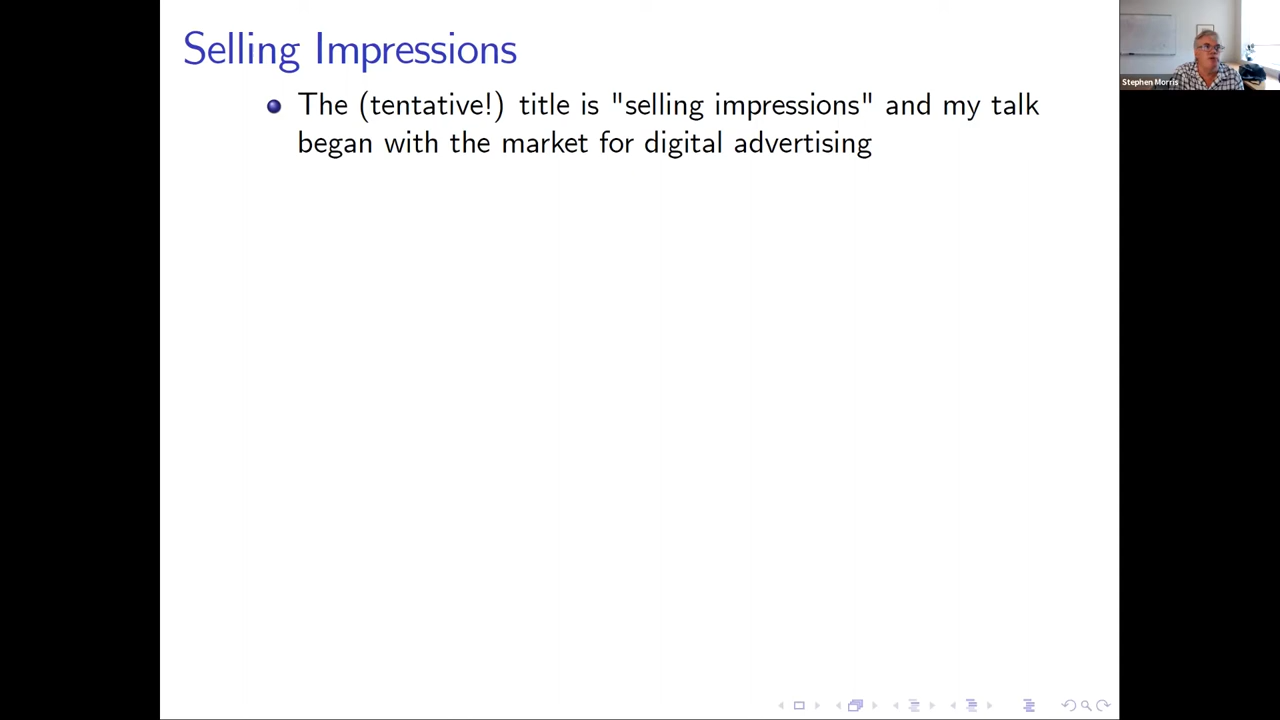 Selling Impressions
The (tentative!) title is "selling impressions" and my talk
began with the market for digital advertising
Stephen Morris